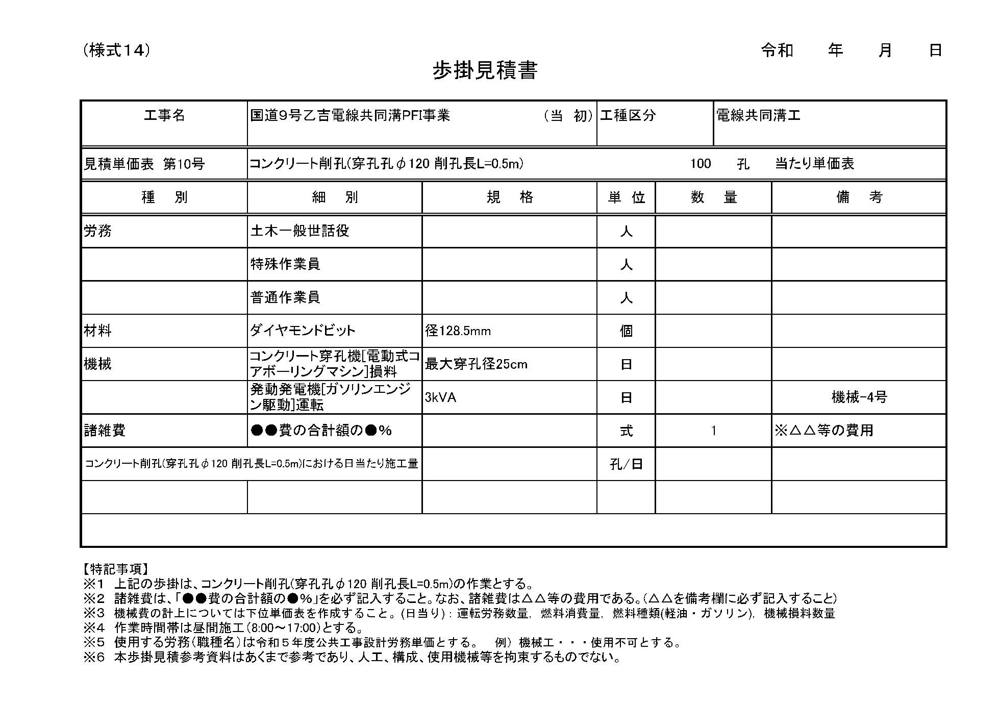 (様式14) 令和 年 月 日
歩掛見積書
工事名 国道9号乙吉電線共同溝PFI事業 (当 初) 工種区分 電線共同溝工
見積単価表 第10号 コンクリート削孔(穿孔孔φ120 削孔長L=0.5m) 100 孔 当たり単価表
種 別 細 別 規 格 単 位 数 量 備 考
労務 土木一般世話役 人
特殊作業員 人
普通作業員 人
材料 ダイヤモンドビット 径128.5mm 個
機械 コンクリート穿孔機[電動式コアボーリングマシン]損料 最大穿孔径25cm 日
発動発電機[ガソリンエンジン駆動]運転 3kVA 日 機械-4号
諸雑費 ●●費の合計額の●% 式 1 ※△△等の費用
コンクリート削孔(穿孔孔φ120 削孔長L=0.5m)における日当たり施工量 孔/日
【特記事項】
※1 上記の歩掛は、コンクリート削孔(穿孔孔φ120 削孔長L=0.5m)の作業とする。
※2 諸雑費は、「●●費の合計額の●%」を必ず記入すること。なお、諸雑費は△△等の費用である。(△△を備考欄に必ず記入すること)
※3 機械費の計上については下位単価表を作成すること。(日当り)：運転労務数量，燃料消費量，燃料種類(軽油・ガソリン)，機械損料数量
※4 作業時間帯は昼間施工(8:00～17:00)とする。
※5 使用する労務(職種名)は令和５年度公共工事設計労務単価とする。 例）機械工・・・使用不可とする。
※6 本歩掛見積参考資料はあくまで参考であり、人工、構成、使用機械等を拘束するものでない。